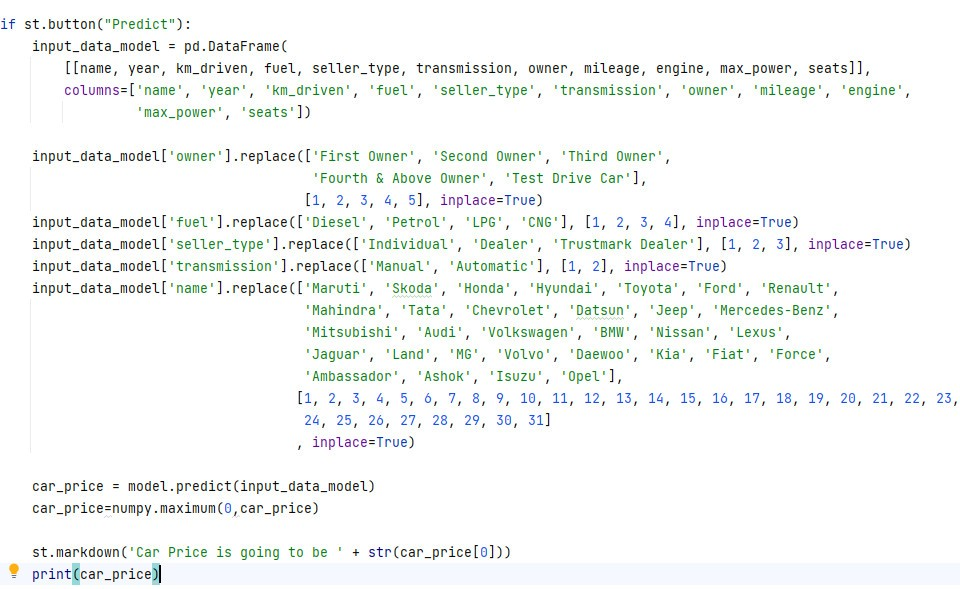 if st.button("Predict"):
    input_data_model = pd.DataFrame(
        [[name, year, km_driven, fuel, seller_type, transmission, owner, mileage, engine, max_power, seats]],
        columns=['name', 'year', 'km_driven', 'fuel', 'seller_type', 'transmission', 'owner', 'mileage', 'engine',
                 'max_power', 'seats'])

    input_data_model['owner'].replace(['First Owner', 'Second Owner', 'Third Owner',
                                       'Fourth & Above Owner', 'Test Drive Car'],
                                      [1, 2, 3, 4, 5], inplace=True)
    input_data_model['fuel'].replace(['Diesel', 'Petrol', 'LPG', 'CNG'], [1, 2, 3, 4], inplace=True)
    input_data_model['seller_type'].replace(['Individual', 'Dealer', 'Trustmark Dealer'], [1, 2, 3], inplace=True)
    input_data_model['transmission'].replace(['Manual', 'Automatic'], [1, 2], inplace=True)
    input_data_model['name'].replace(['Maruti', 'Skoda', 'Honda', 'Hyundai', 'Toyota', 'Ford', 'Renault',
                                      'Mahindra', 'Tata', 'Chevrolet', 'Datsun', 'Jeep', 'Mercedes-Benz',
                                      'Mitsubishi', 'Audi', 'Volkswagen', 'BMW', 'Nissan', 'Lexus',
                                      'Jaguar', 'Land', 'MG', 'Volvo', 'Daewoo', 'Kia', 'Fiat', 'Force',
                                      'Ambassador', 'Ashok', 'Isuzu', 'Opel'],
                                     [1, 2, 3, 4, 5, 6, 7, 8, 9, 10, 11, 12, 13, 14, 15, 16, 17, 18, 19, 20, 21, 22, 23,
                                      24, 25, 26, 27, 28, 29, 30, 31]
                                     , inplace=True)

    car_price = model.predict(input_data_model)
    car_price=numpy.maximum(0,car_price)

    st.markdown('Car Price is going to be ' + str(car_price[0]))
    print(car_price)